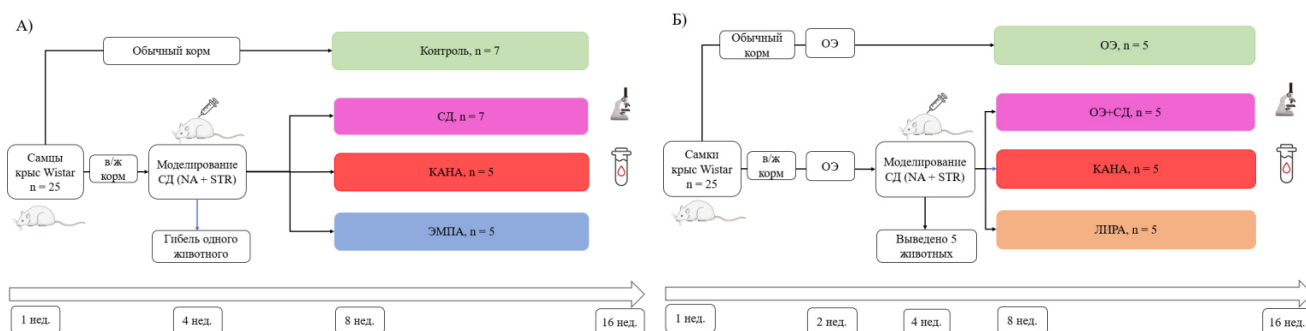 А)
Обычный корм
Контроль, n = 7
СД, n = 7
Самцы
крыс Wistar
n = 25
в/ж
корм
Моделирование
СД (NA + STR)
КАНА, n = 5
ЭМПА, n = 5
Гибель одного
животного
1 нед.
4 нед.
8 нед.
16 нед.
Б)
Обычный
корм
ОЭ
ОЭ, n = 5
ОЭ+СД, n = 5
Самки
крыс Wistar
n = 25
в/ж
корм
ОЭ
Моделирование
СД (NA + STR)
КАНА, n = 5
ЛИРА, n = 5
Выведено 5
животных
1 нед.
2 нед.
4 нед.
8 нед.
16 нед.